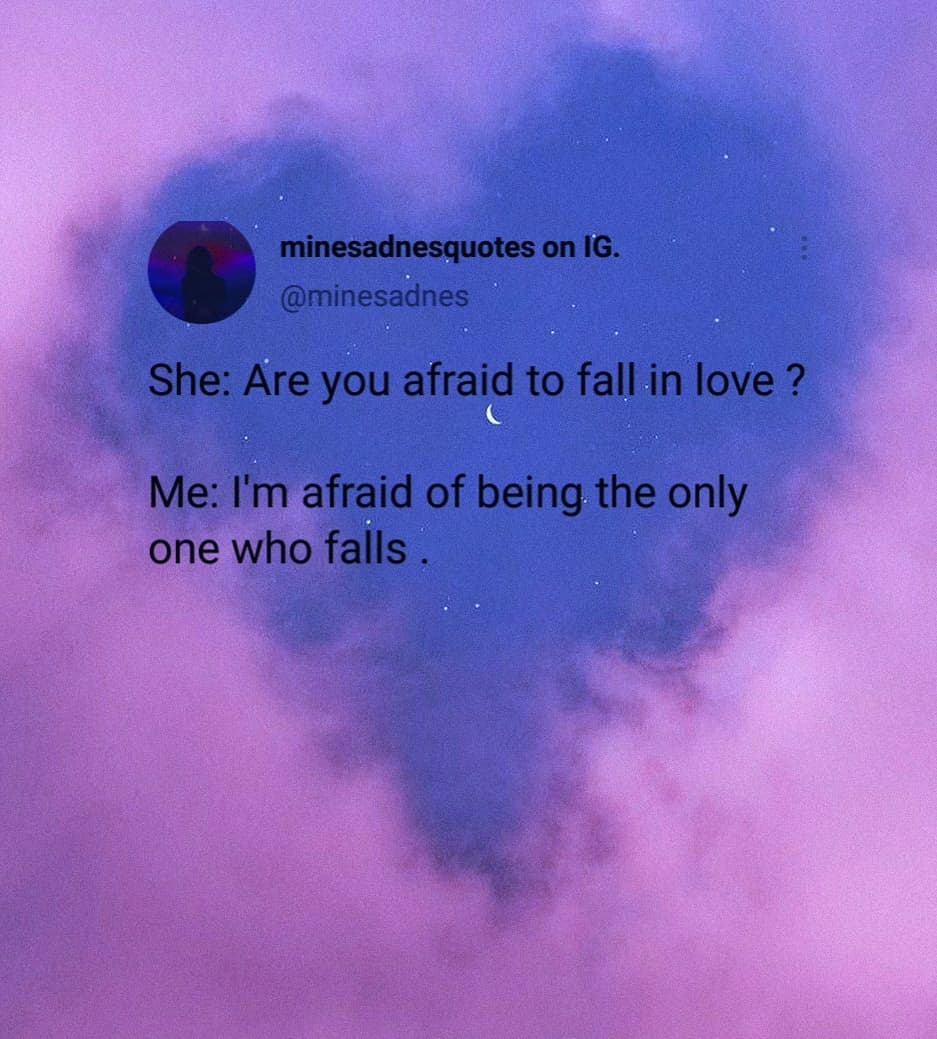 minesadnesquotes on IG.
@minesadnes
She: Are you afraid to fall in love ?
Me: I'm afraid of being the only
one who falls .